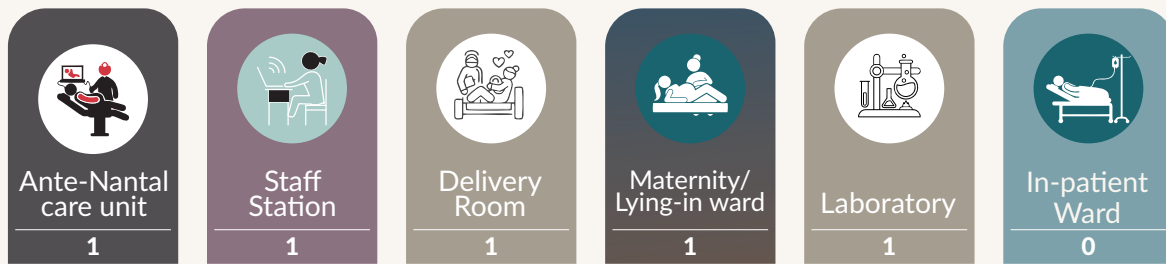 Ante-Nantal
care unit
1
Staff
Station
1
Delivery
Room
1
Maternity/
Lying-in ward
1
Laboratory
1
In-patient
Ward
0